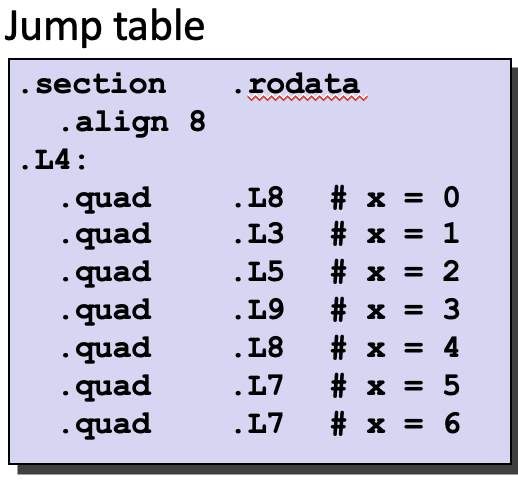 Jump table
.section .rodata
.align 8
.L4:
.quad .L8 # x = 0
.quad .L3 # x = 1
.quad .L5 # x = 2
.quad .L9 # x = 3
.quad .L8 # x = 4
.quad .L7 # x = 5
.quad .L7 # x = 6